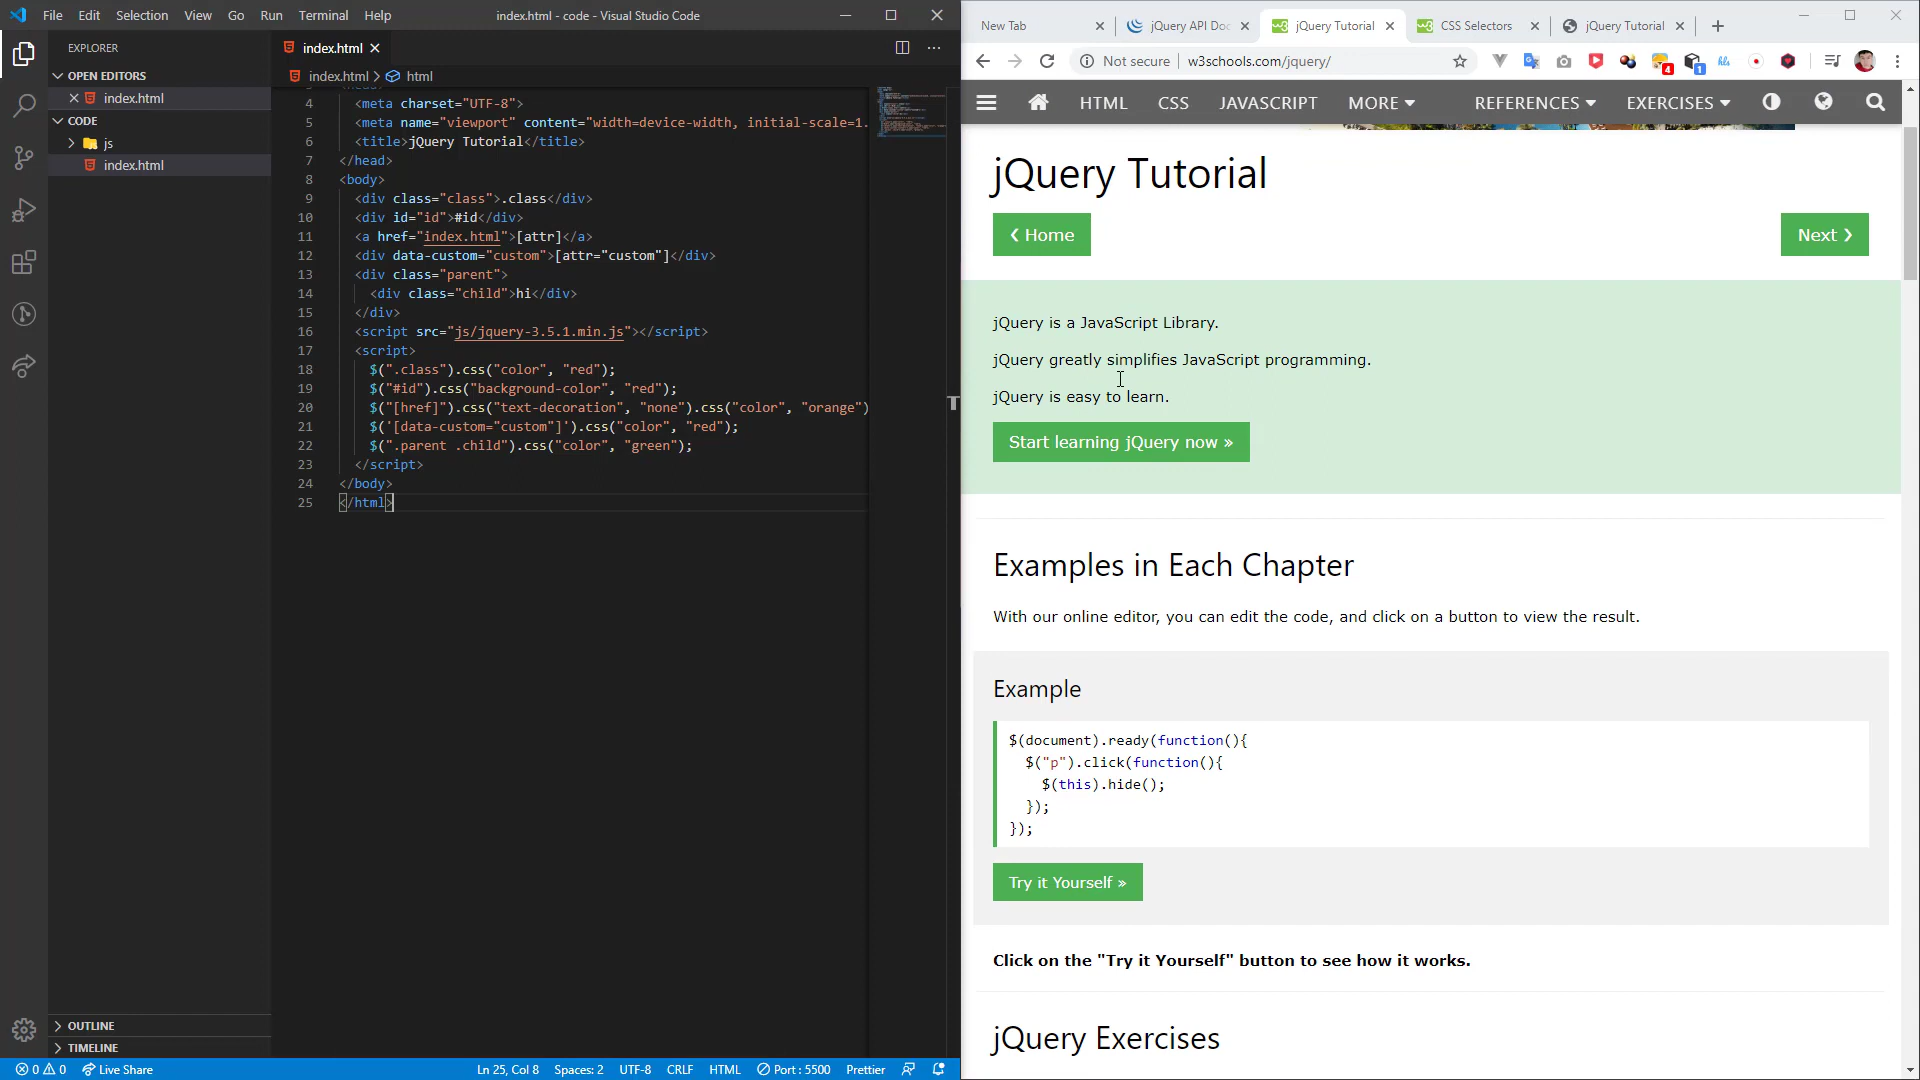 File Edit Selection View Go Run Terminal Help
index.html - code - Visual Studio Code
EXPLORER
OPEN EDITORS
index.html
CODE
js
index.html
OUTLINE
TIMELINE
index.html
index.html > html
4 <meta charset="UTF-8">
5 <meta name="viewport" content="width=device-width, initial-scale=1.
6 <title>jQuery Tutorial</title>
7 </head>
8 <body>
9 <div class="class">.class</div>
10 <div id="id">#id</div>
11 <a href="index.html">[attr]</a>
12 <div data-custom="custom">[attr="custom"]</div>
13 <div class="parent">
14 <div class="child">hi</div>
15 </div>
16 <script src="js/jquery-3.5.1.min.js"></script>
17 <script>
18 $(".class").css("color", "red");
19 $("#id").css("background-color", "red");
20 $("[href]").css("text-decoration", "none").css("color", "orange")
21 $('[data-custom="custom"]').css("color", "red");
22 $(".parent .child").css("color", "green");
23 </script>
24 </body>
25 </html>
0 0 Live Share
Ln 25, Col 8 Spaces: 2 UTF-8 CRLF HTML Port : 5500 Prettier
New Tab jQuery API Doc jQuery Tutorial CSS Selectors jQuery Tutorial
Not secure w3schools.com/jquery/
4 1
HTML CSS JAVASCRIPT MORE REFERENCES EXERCISES
jQuery Tutorial
❮ Home
Next ❯
jQuery is a JavaScript Library.
jQuery greatly simplifies JavaScript programming.
jQuery is easy to learn.
Start learning jQuery now »
Examples in Each Chapter
With our online editor, you can edit the code, and click on a button to view the result.
Example
$(document).ready(function(){
$("p").click(function(){
$(this).hide();
});
});
Try it Yourself »
Click on the "Try it Yourself" button to see how it works.
jQuery Exercises